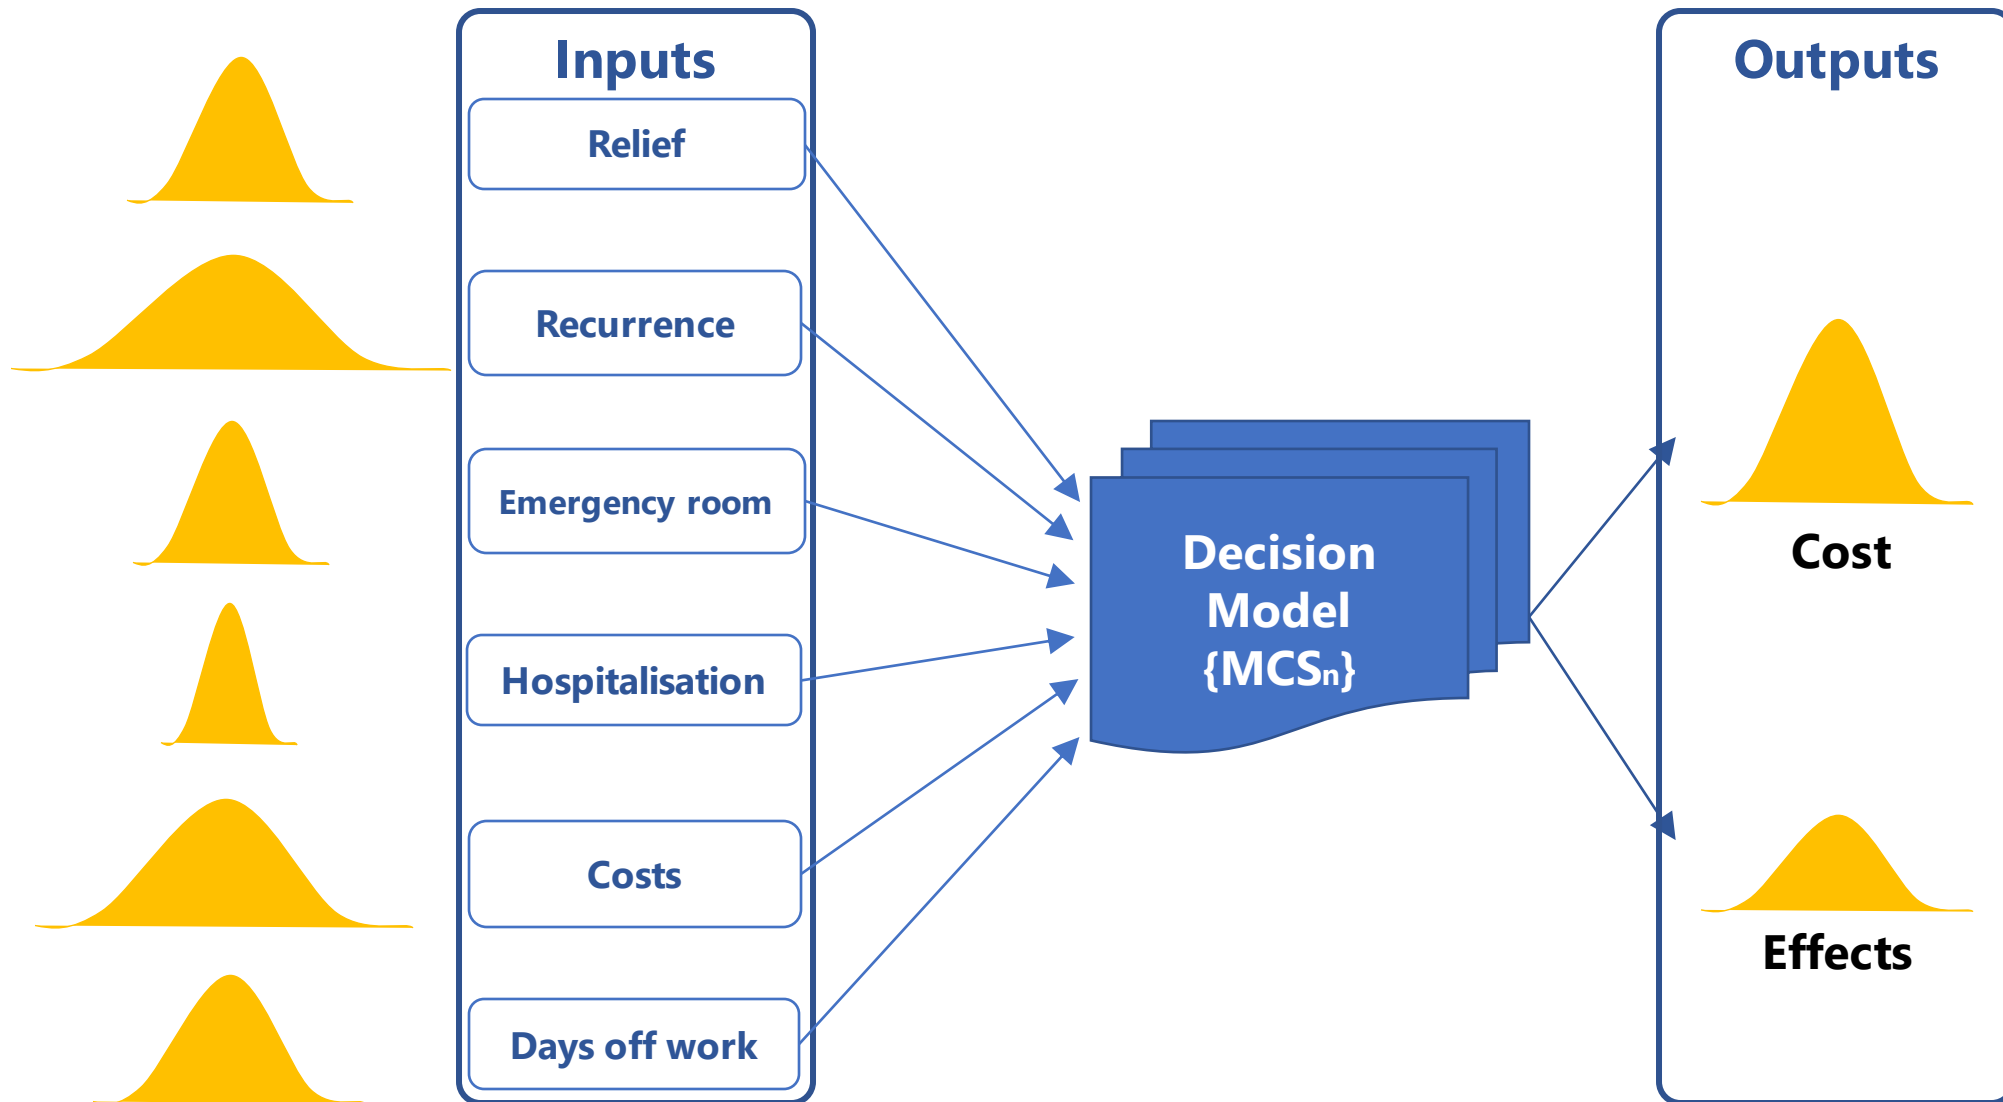 Inputs
Relief
Recurrence
Emergency room
Hospitalisation
Costs
Days off work
Decision
Model
{MCSn}
Outputs
Cost
Effects